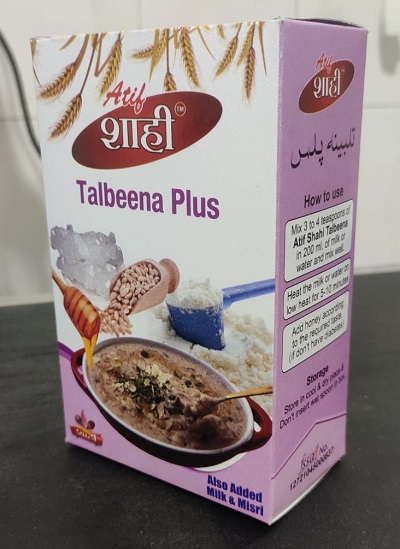 Atif
शाही
TM
Talbeena Plus
Also Added
Milk & Misri
Atif
शाही
تلبینہ پلس
How to use
Mix 3 to 4 teaspoons of
Atif Shahi Talbeena
in 200 ml. of milk or
water and mix well.
Heat the milk or water on
low heat for 5-10 minutes.
Add honey according
to the required taste.
(if don't have diabetes)
Storage
Store in cool & dry place &
Don't insert wet spoon in box.
fssai No.